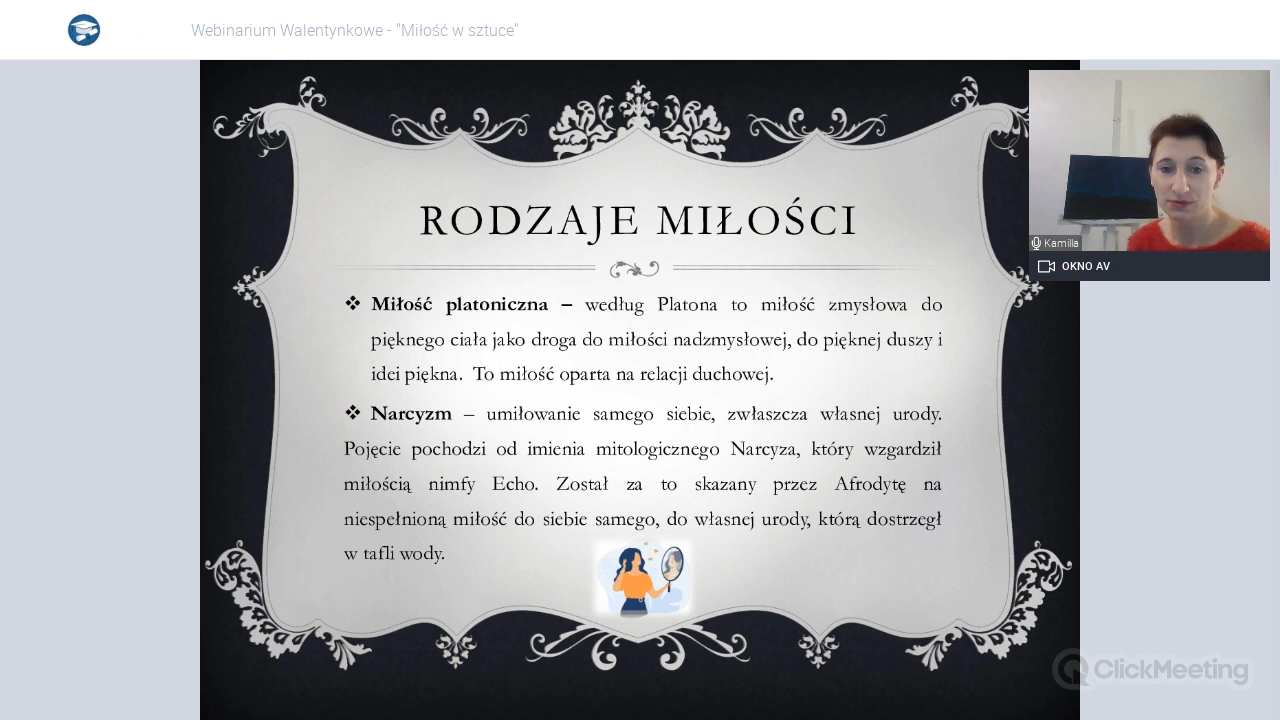 Webinarium Walentynkowe - "Miłość w sztuce"
RODZAJE MIŁOŚCI
❖ Miłość platoniczna – według Platona to miłość zmysłowa do
pięknego ciała jako droga do miłości nadzmysłowej, do pięknej duszy i
idei piękna. To miłość oparta na relacji duchowej.
❖ Narcyzm – umiłowanie samego siebie, zwłaszcza własnej urody.
Pojęcie pochodzi od imienia mitologicznego Narcyza, który wzgardził
miłością nimfy Echo. Został za to skazany przez Afrodytę na
niespełnioną miłość do siebie samego, do własnej urody, którą dostrzegł
w tafli wody.
Kamilla
OKNO AV
ClickMeeting